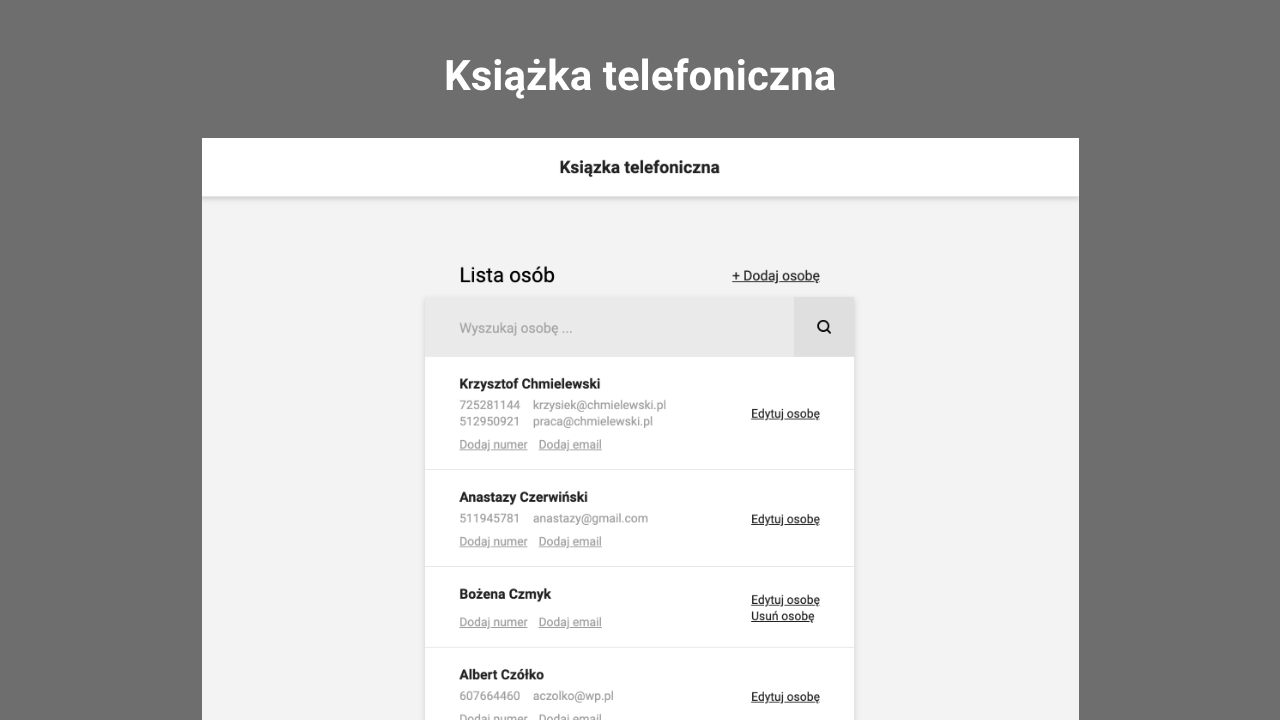 Książka telefoniczna
Ksiązka telefoniczna
Lista osób
+ Dodaj osobę
Wyszukaj osobę ...
Krzysztof Chmielewski
725281144 krzysiek@chmielewski.pl
512950921 praca@chmielewski.pl
Edytuj osobę
Dodaj numer Dodaj email
Anastazy Czerwiński
511945781 anastazy@gmail.com
Edytuj osobę
Dodaj numer Dodaj email
Bożena Czmyk
Edytuj osobę
Usuń osobę
Dodaj numer Dodaj email
Albert Czółko
607664460 aczolko@wp.pl
Edytuj osobę
Dodaj numer Dodaj email